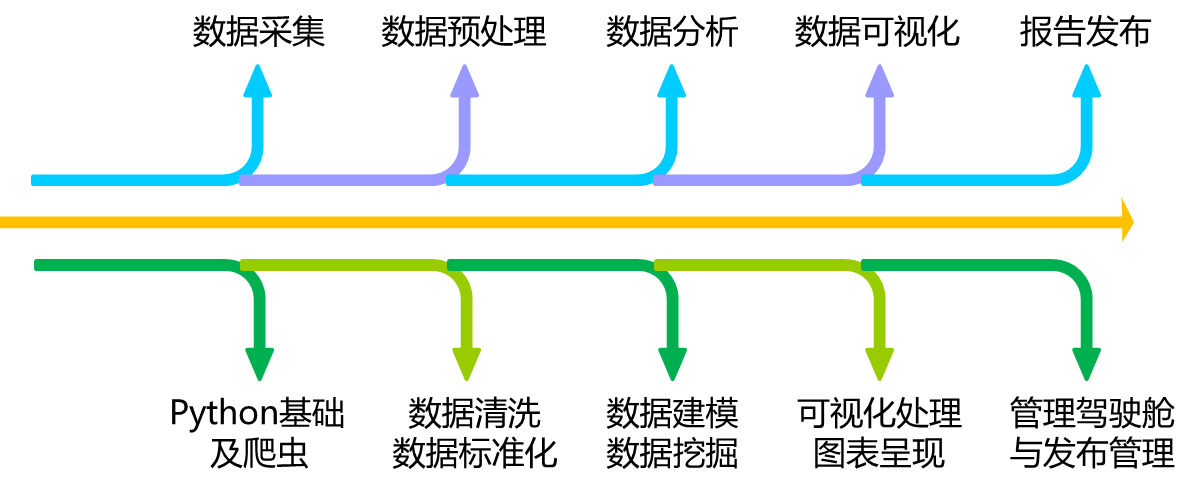 数据采集
数据预处理
数据分析
数据可视化
报告发布
Python基础
及爬虫
数据清洗
数据标准化
数据建模
数据挖掘
可视化处理
图表呈现
管理驾驶舱
与发布管理